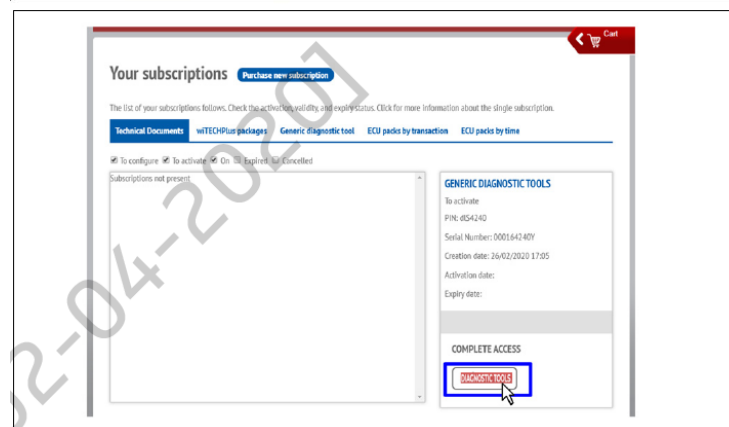 Cart
Your subscriptions Purchase new subscription
The list of your subscriptions follows. Check the activation, validity, and expiry status. Click for more information about the single subscription.
Technical Documents wiTECHPlus packages Generic diagnostic tool ECU packs by transaction ECU packs by time
To configure To activate On Expired Cancelled
Subscriptions not present
GENERIC DIAGNOSTIC TOOLS
To activate
PIN: dIS4240
Serial Number: 000164240Y
Creation date: 26/02/2020 17:05
Activation date:
Expiry date:
COMPLETE ACCESS
DIAGNOSTIC TOOLS
02-04-2020]